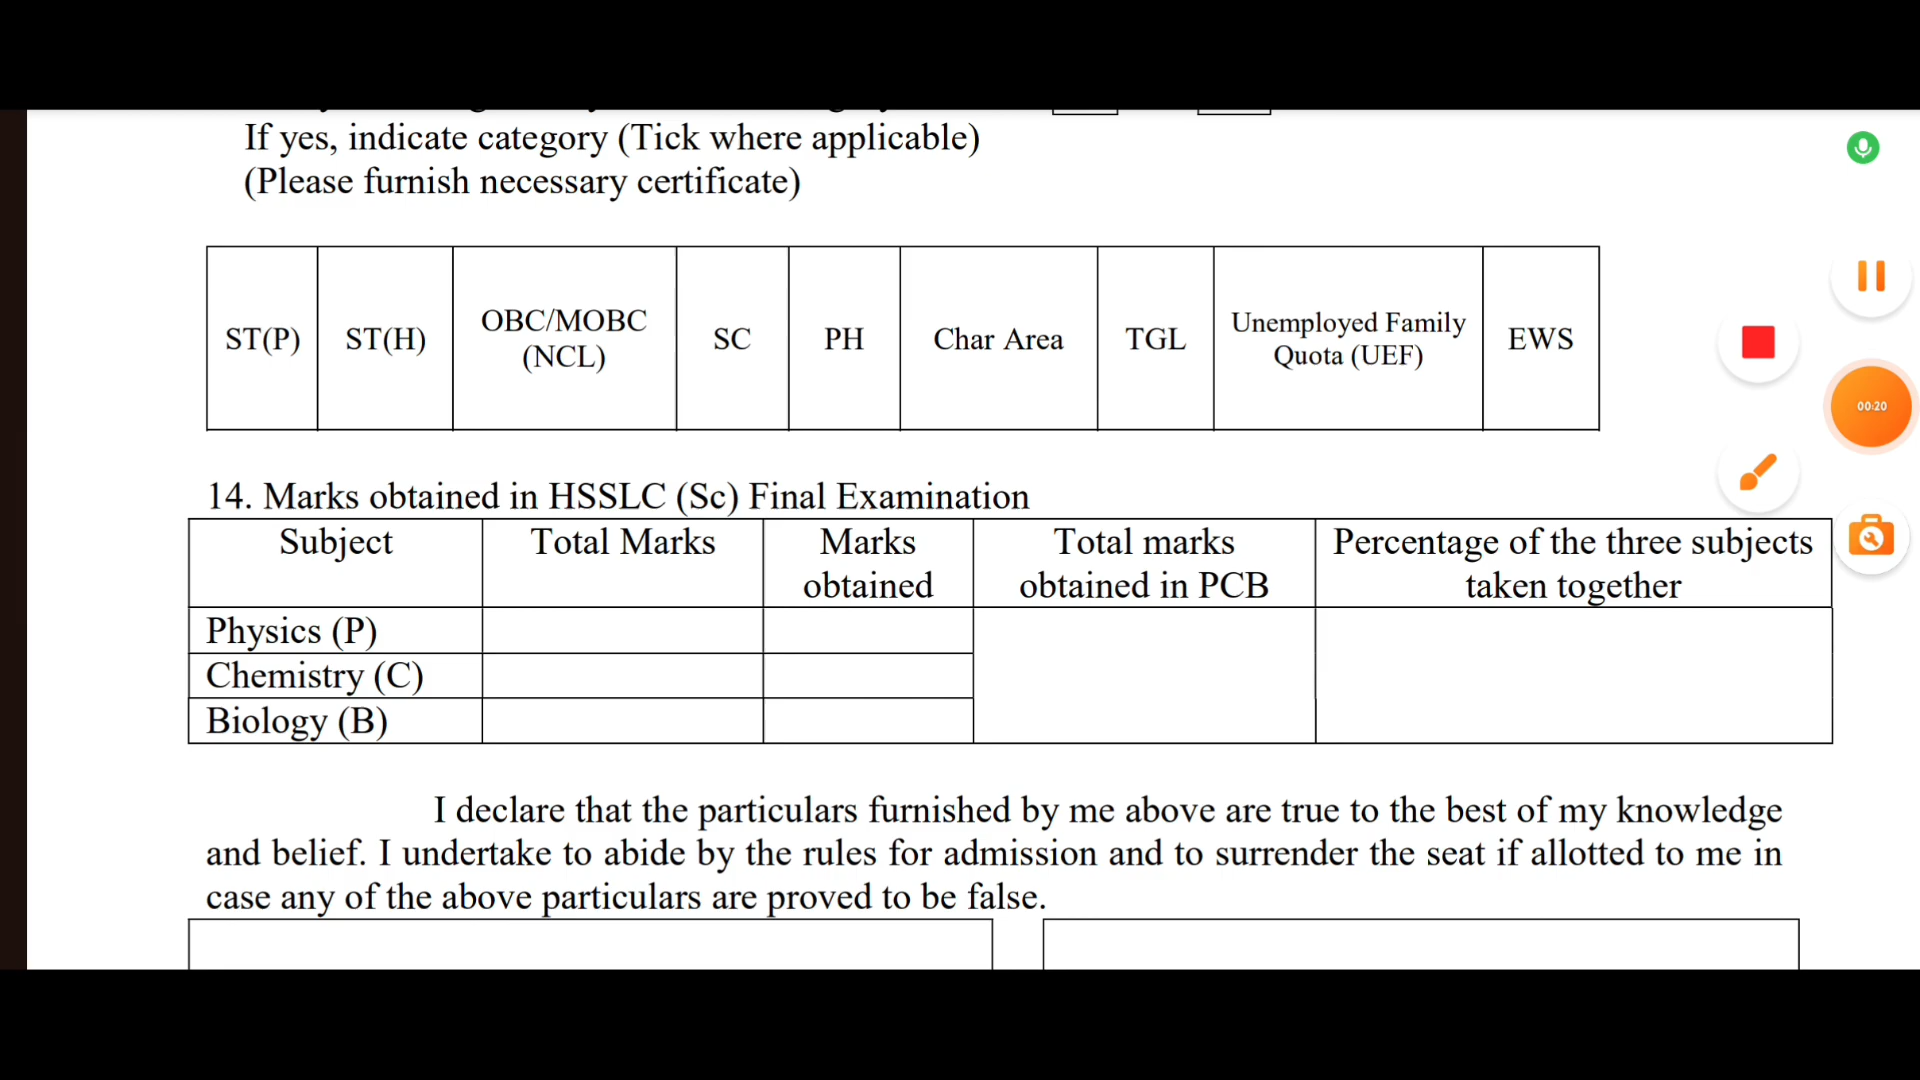 If yes, indicate category (Tick where applicable)
(Please furnish necessary certificate)
ST(P) ST(H) OBC/MOBC (NCL) SC PH Char Area TGL Unemployed Family Quota (UEF) EWS
00:20
14. Marks obtained in HSSLC (Sc) Final Examination
Subject Total Marks Marks obtained Total marks obtained in PCB Percentage of the three subjects taken together
Physics (P)
Chemistry (C)
Biology (B)
I declare that the particulars furnished by me above are true to the best of my knowledge
and belief. I undertake to abide by the rules for admission and to surrender the seat if allotted to me in
case any of the above particulars are proved to be false.